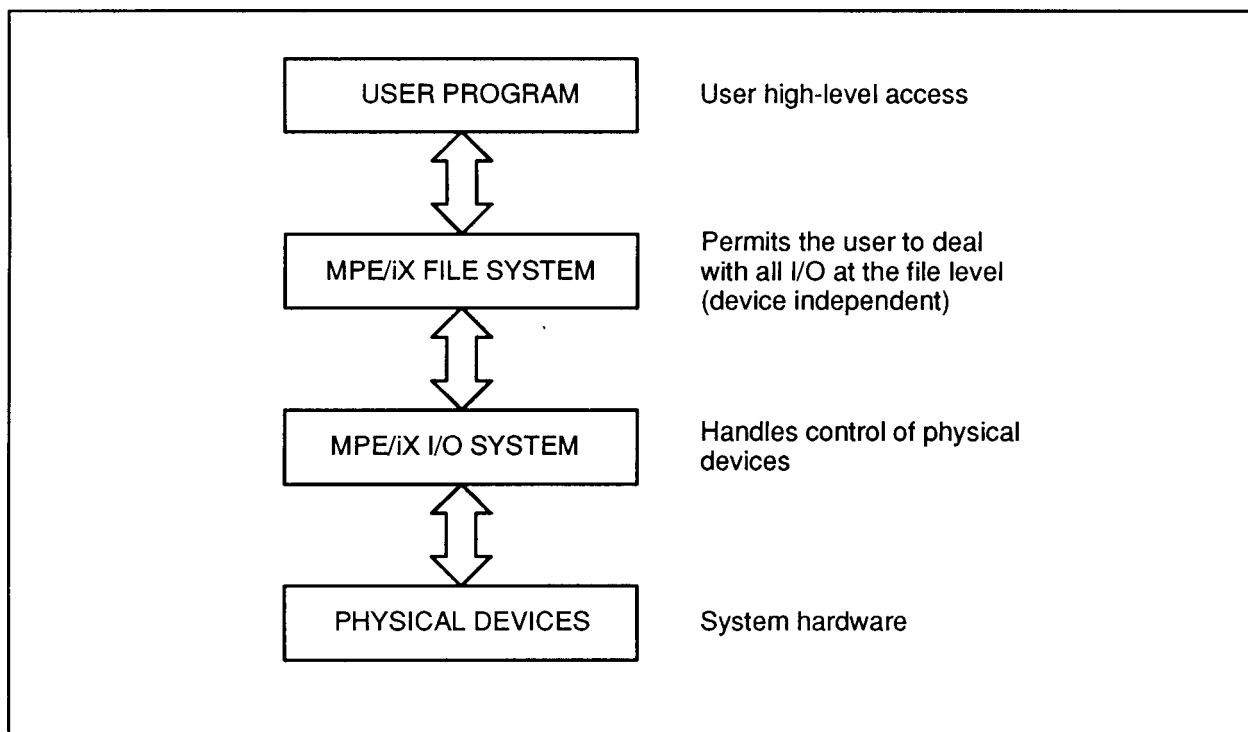 USER PROGRAM
User high-level access
MPE/iX FILE SYSTEM
Permits the user to deal
with all I/O at the file level
(device independent)
MPE/iX I/O SYSTEM
Handles control of physical
devices
PHYSICAL DEVICES
System hardware